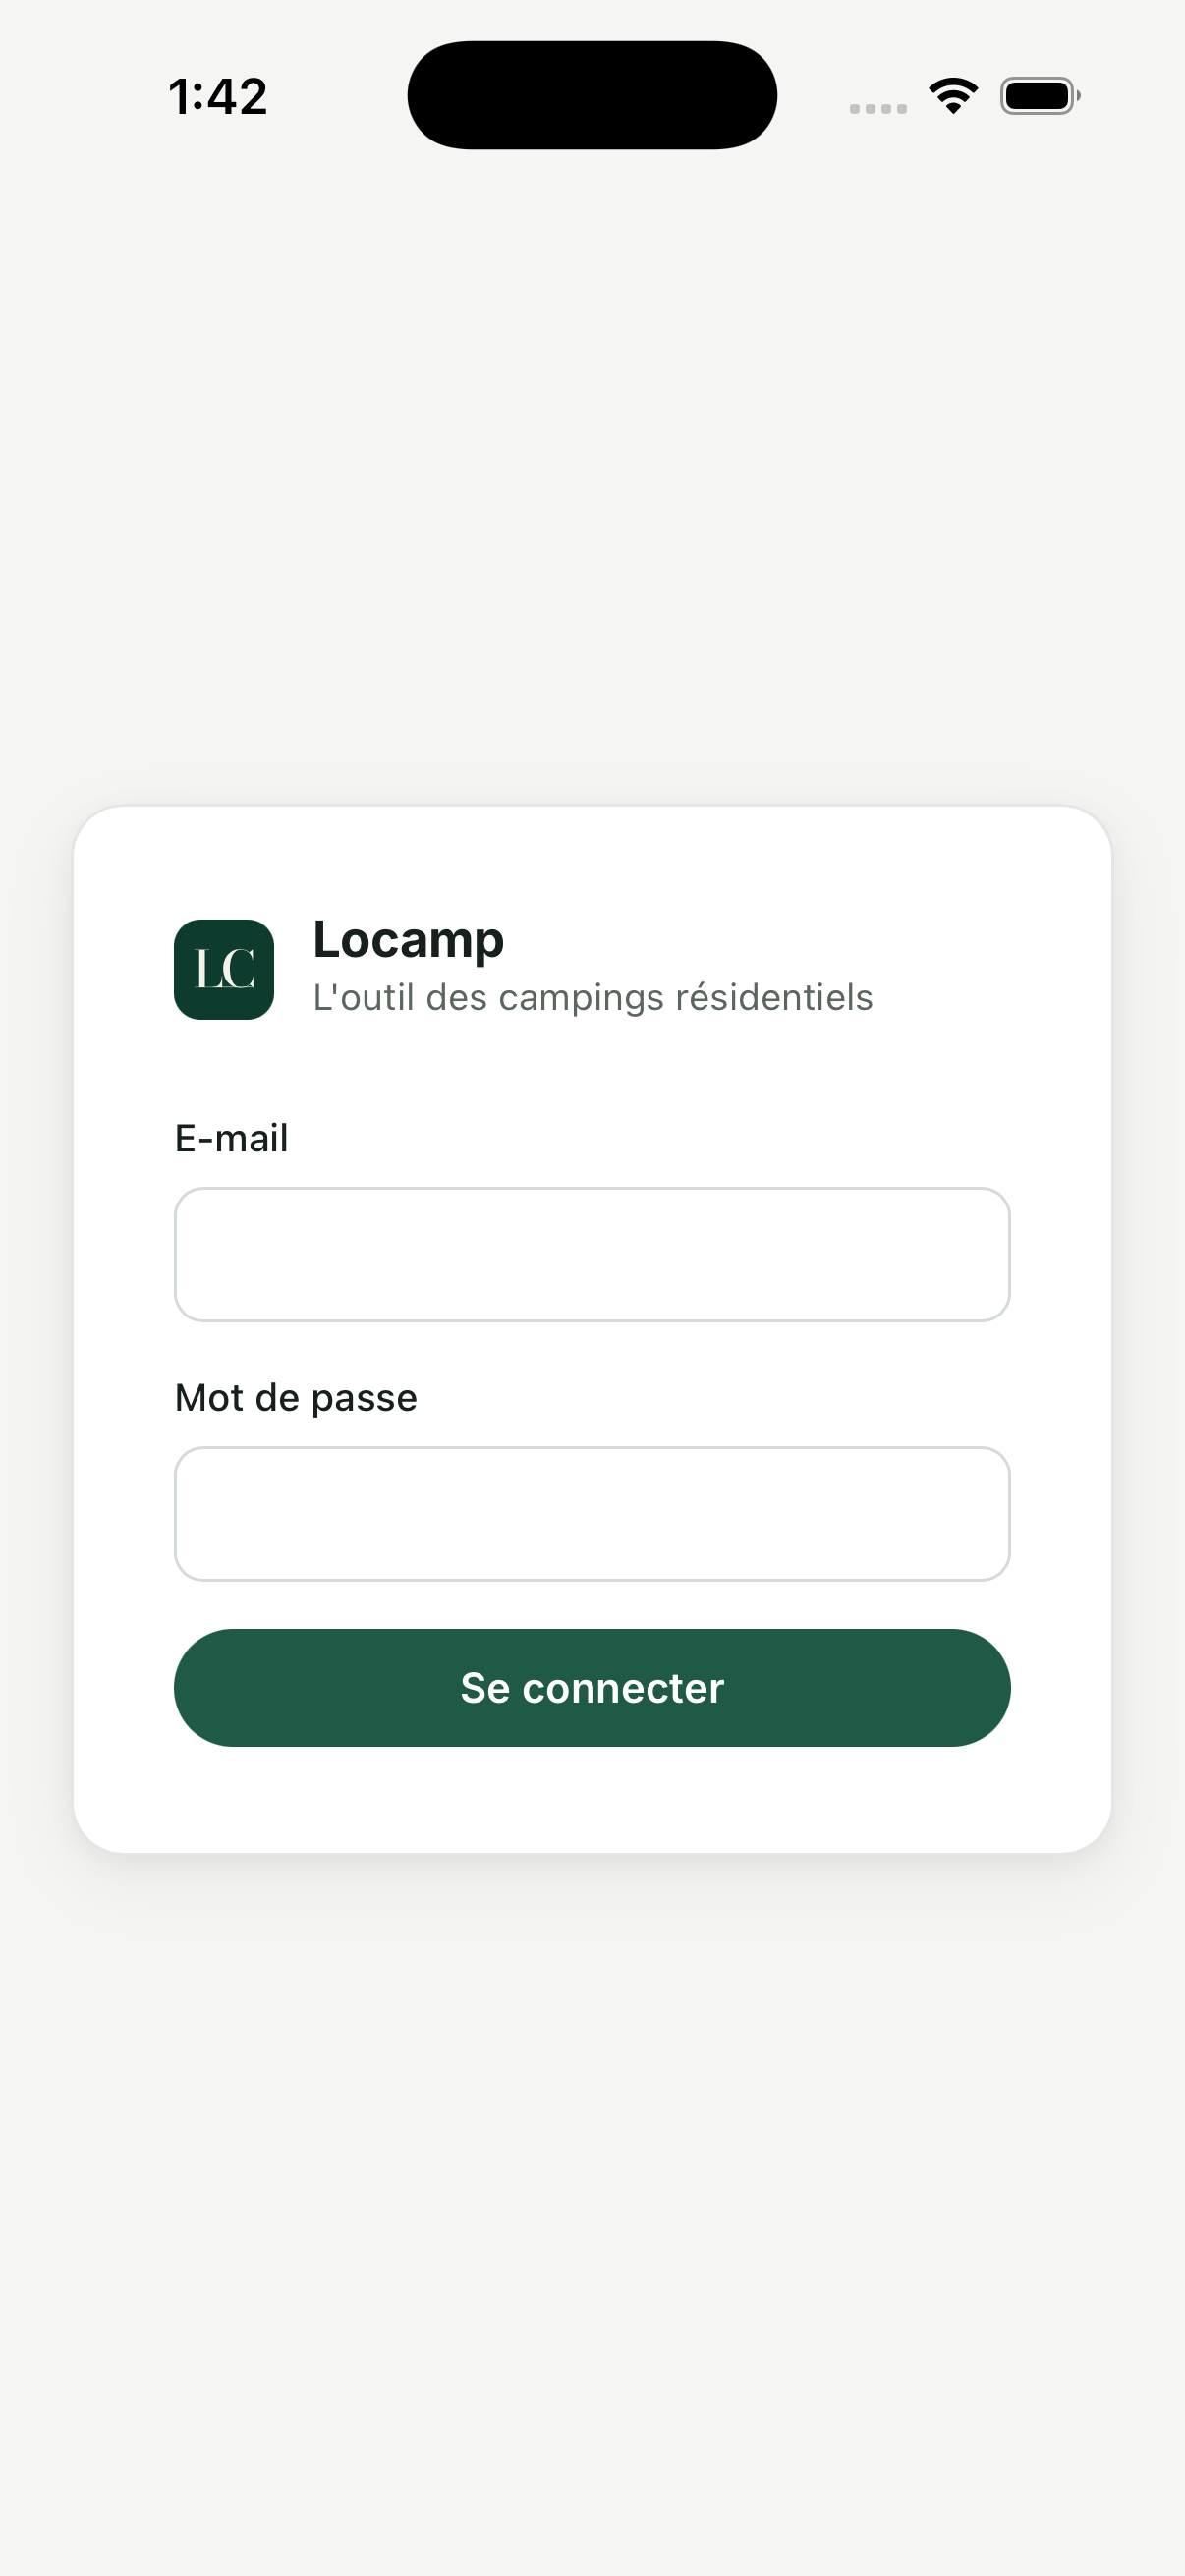 1:42
LC
Locamp
L'outil des campings résidentiels
E-mail
Mot de passe
Se connecter